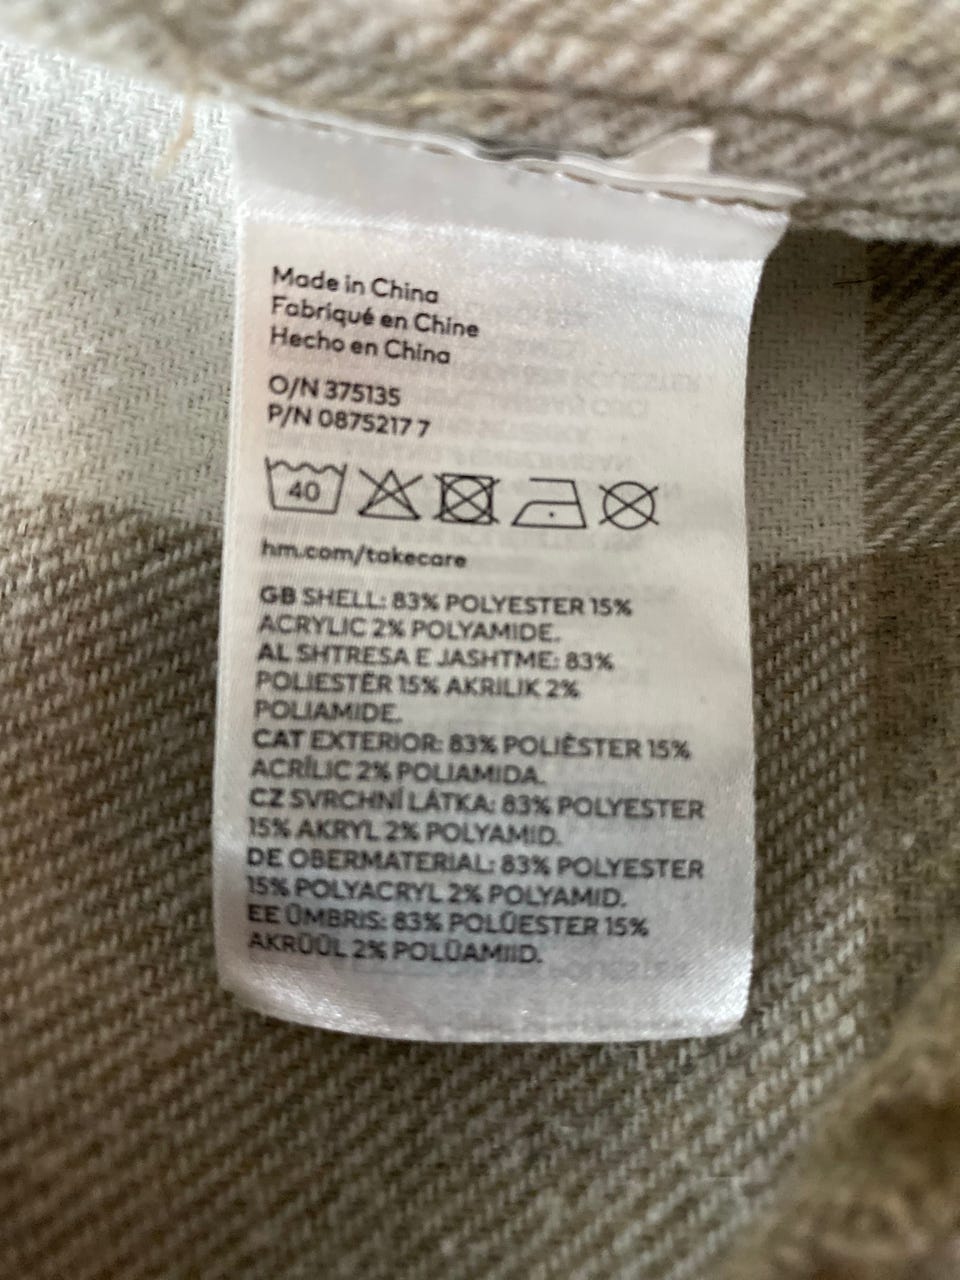 Made in China
Fabriqué en Chine
Hecho en China
O/N 375135
P/N 0875217 7
40
hm.com/takecare
GB SHELL: 83% POLYESTER 15%
ACRYLIC 2% POLYAMIDE.
AL SHTRESA E JASHTME: 83%
POLIESTËR 15% AKRILIK 2%
POLIAMIDE.
CAT EXTERIOR: 83% POLIÈSTER 15%
ACRÍLIC 2% POLIAMIDA.
CZ SVRCHNÍ LÁTKA: 83% POLYESTER
15% AKRYL 2% POLYAMID.
DE OBERMATERIAL: 83% POLYESTER
15% POLYACRYL 2% POLYAMID.
EE ÜMBRIS: 83% POLÜESTER 15%
AKRÜÜL 2% POLÜAMIID.